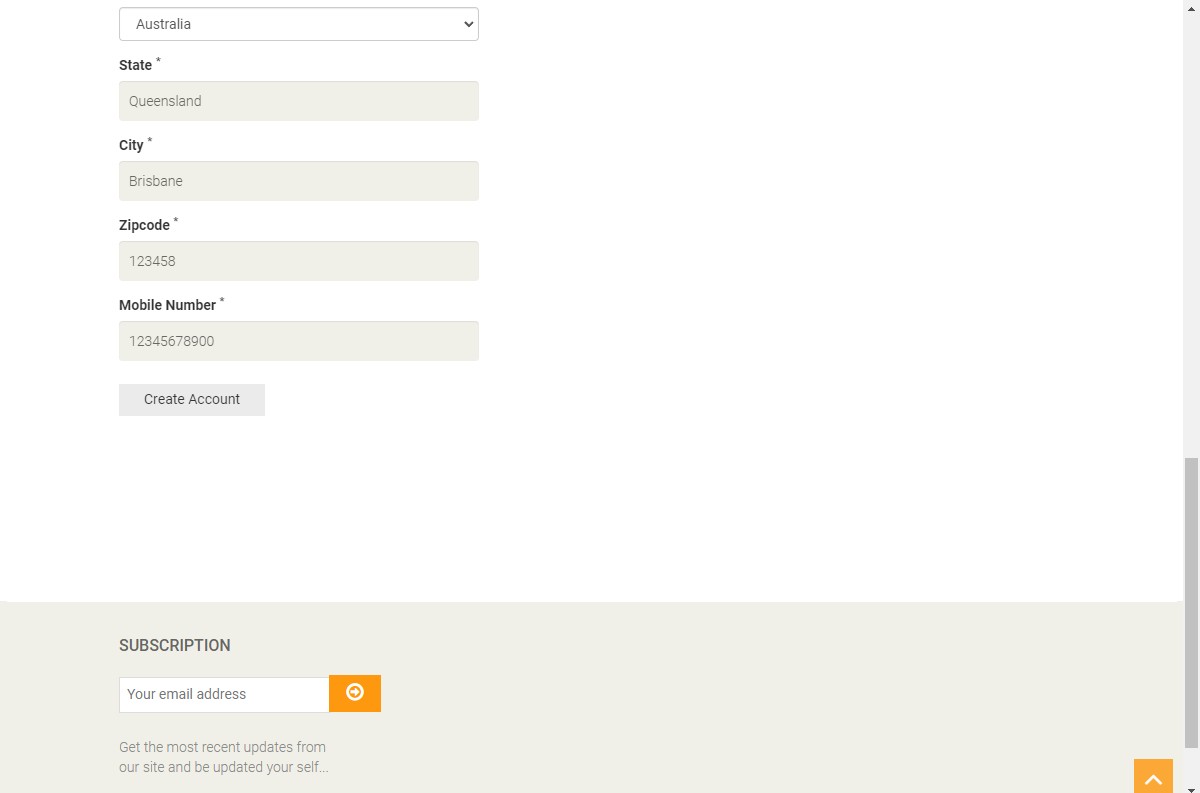 Australia
State *
Queensland
City *
Brisbane
Zipcode *
123458
Mobile Number *
12345678900
Create Account
SUBSCRIPTION
Your email address
Get the most recent updates from
our site and be updated your self...